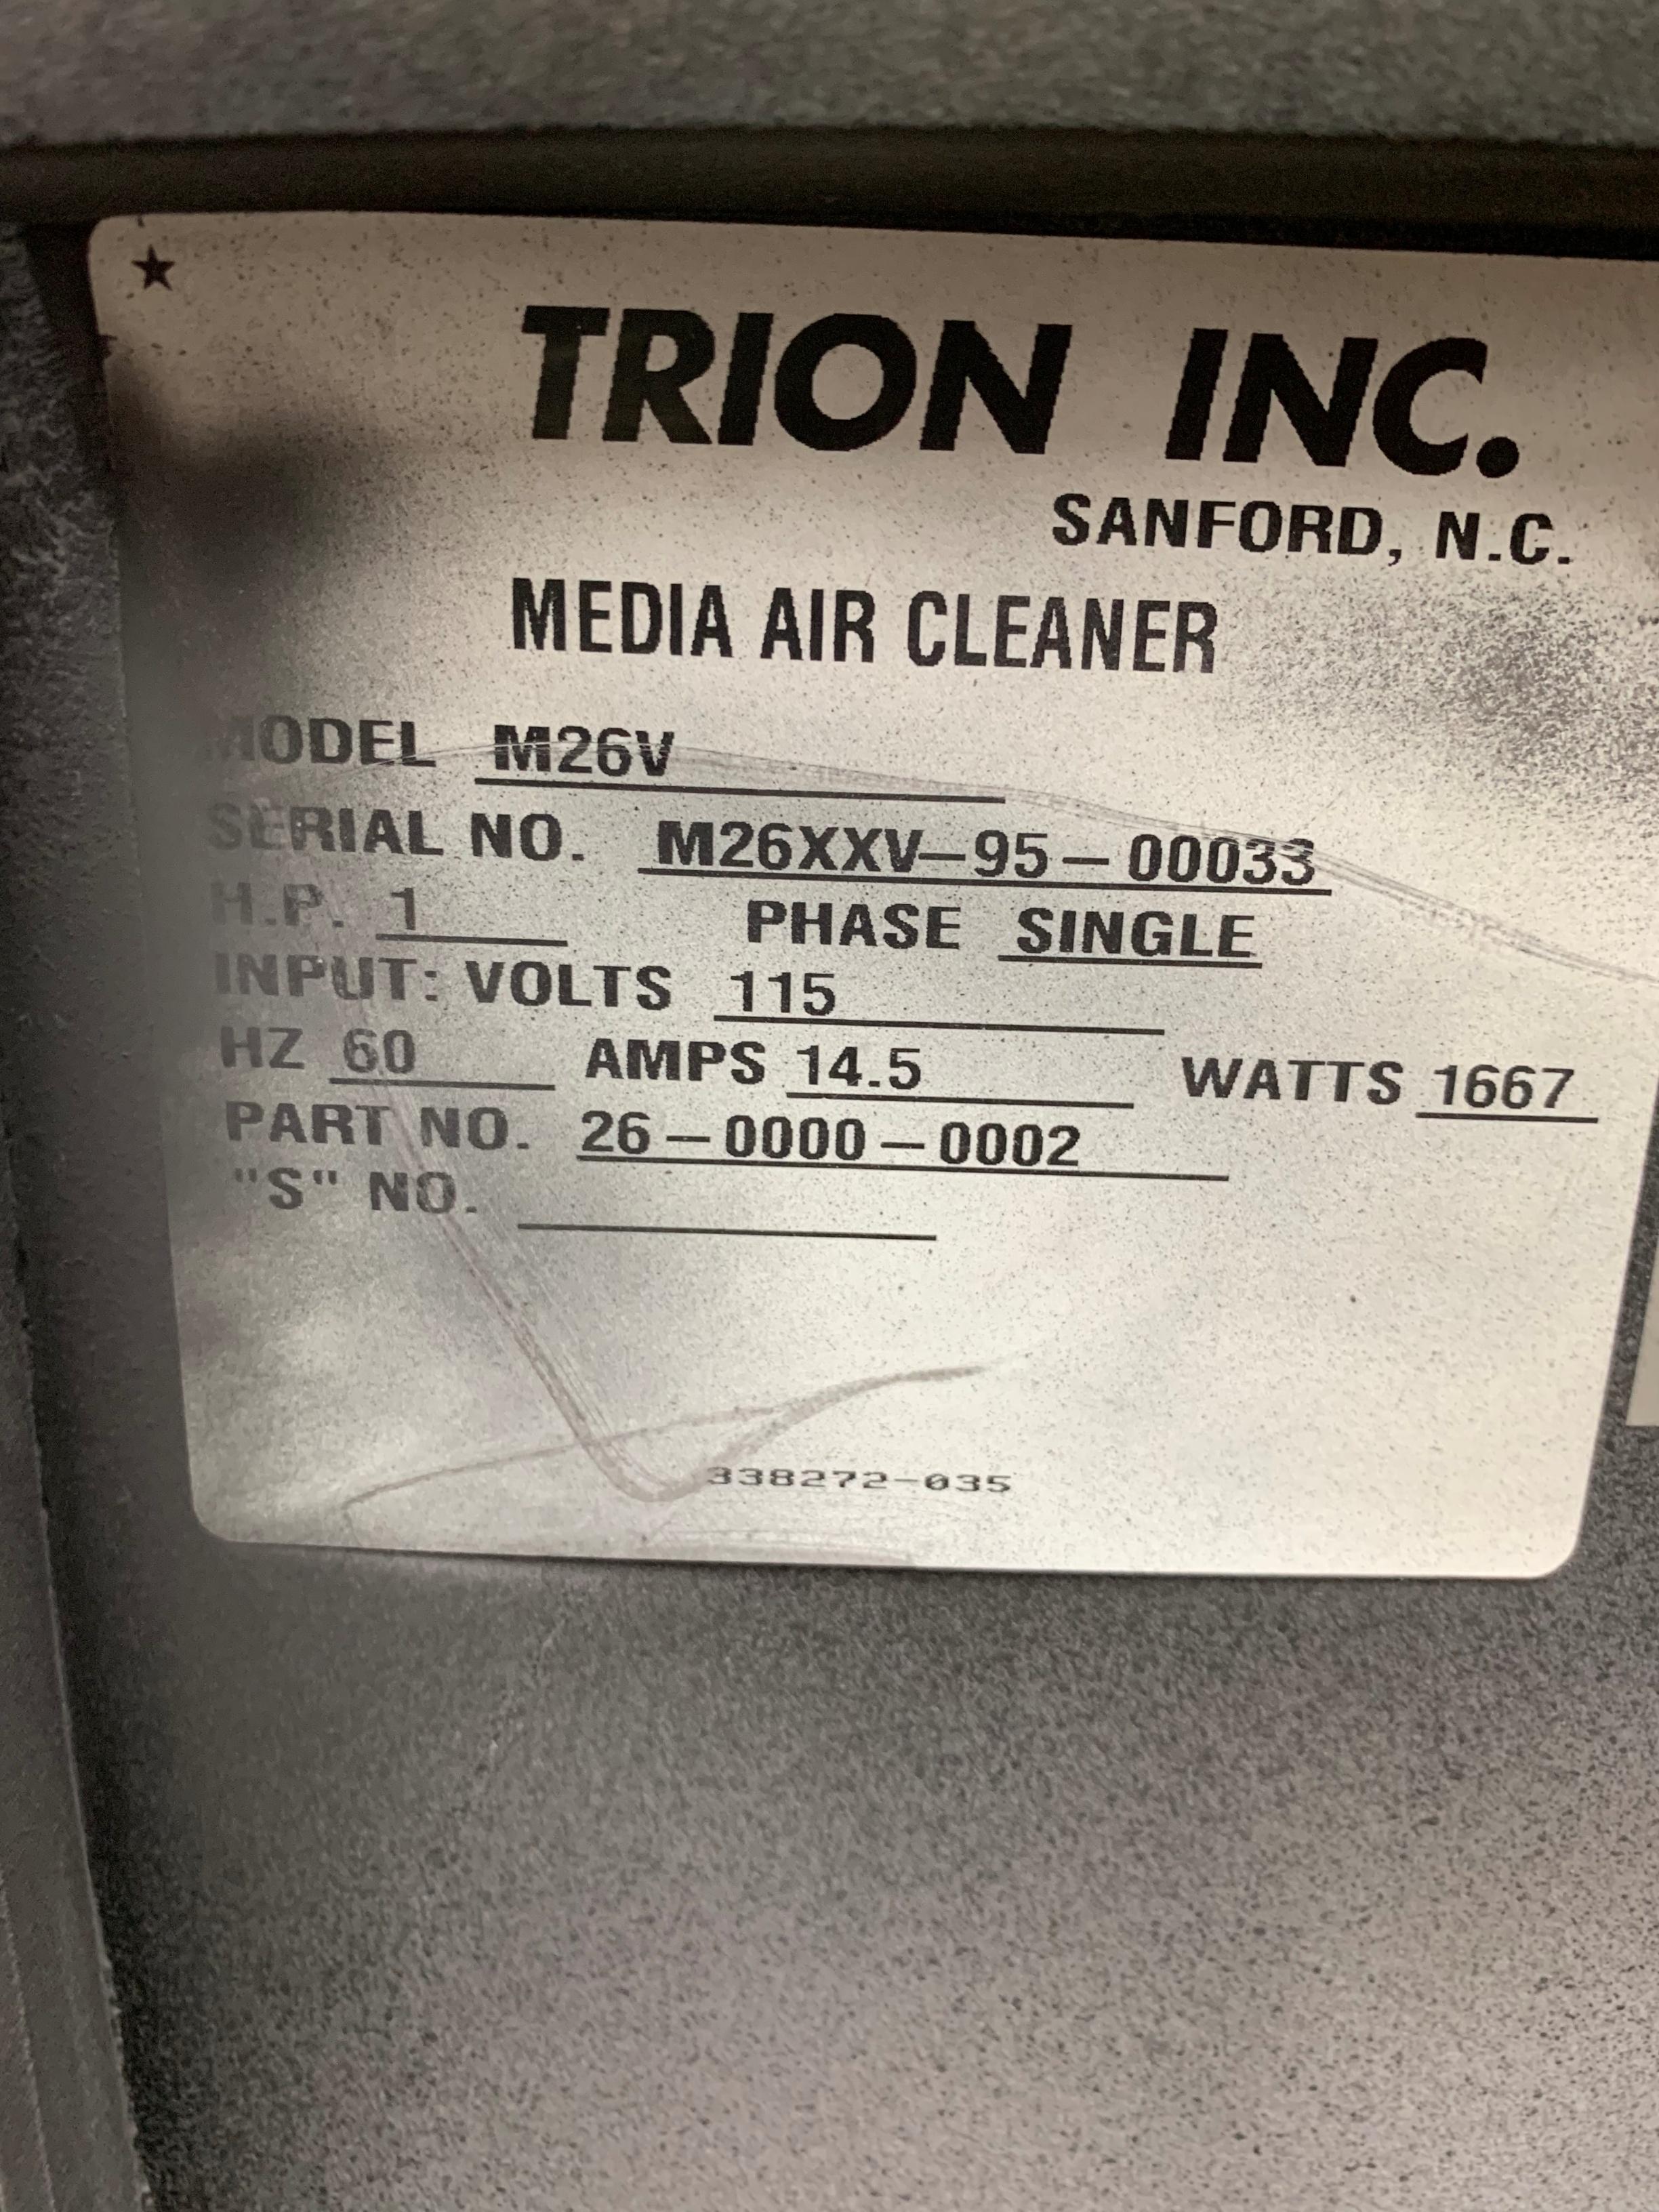 ★
TRION INC.
SANFORD, N.C.
MEDIA AIR CLEANER
MODEL M26V
SERIAL NO. M26XXV-95-00033
H.P. 1 PHASE SINGLE
INPUT: VOLTS 115
HZ 60 AMPS 14.5 WATTS 1667
PART NO. 26-0000-0002
"S" NO.
338272-035